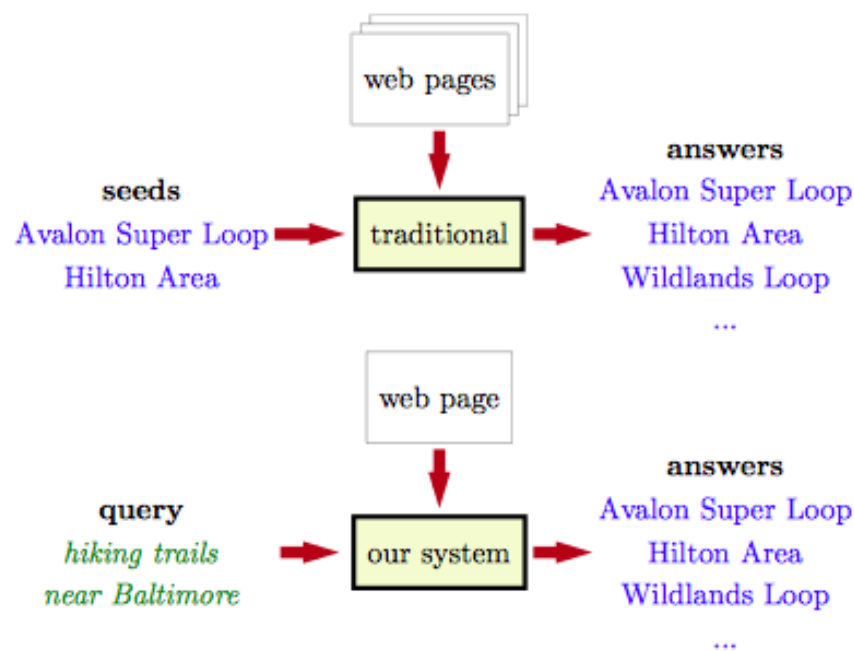 web pages
seeds
Avalon Super Loop
Hilton Area
traditional
answers
Avalon Super Loop
Hilton Area
Wildlands Loop
...
web page
query
hiking trails
near Baltimore
our system
answers
Avalon Super Loop
Hilton Area
Wildlands Loop
...